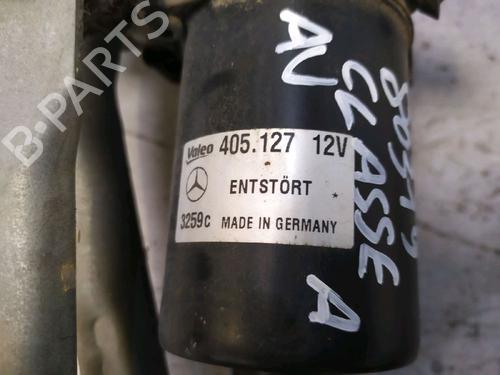 B-PARTS
Valeo 405.127 12V
ENTSTÖRT
3259c MADE IN GERMANY
AV
CLASSE A